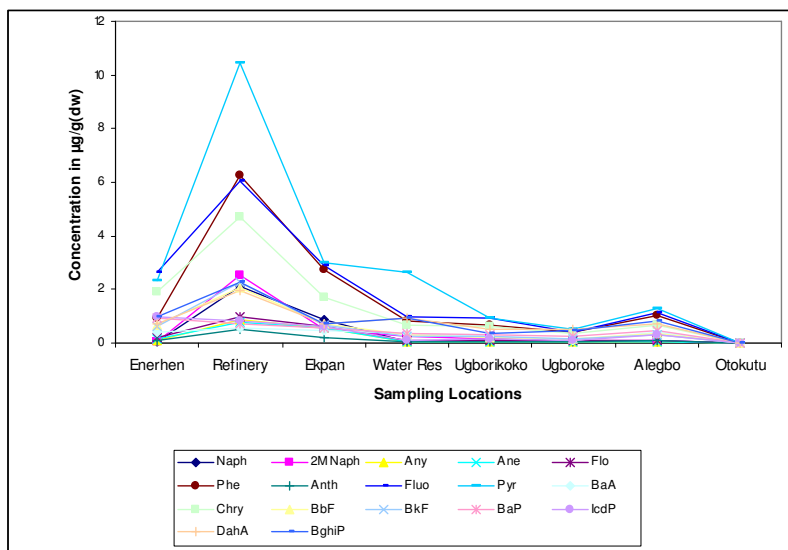 12
10
8
6
4
2
0
Concentration in µg/g(dw)
Enerhen Refinery Ekpan Water Res Ugborikoko Ugboroke Alegbo Otokutu
Sampling Locations
Naph 2MNaph Any Ane Flo
Phe Anth Fluo Pyr BaA
Chry BbF BkF BaP IcdP
DahA BghiP